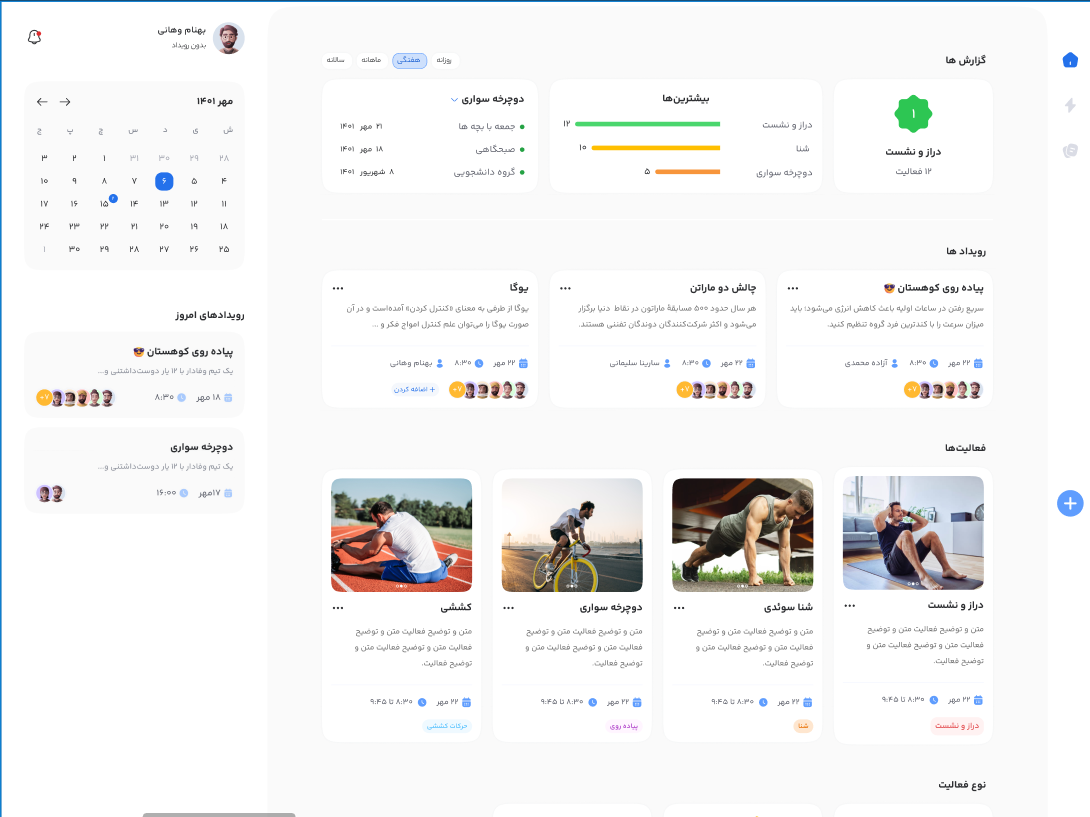 گزارش ها
روزانه
هفتگی
ماهانه
سالانه
۱
دراز و نشست
۱۲ فعالیت
بیشترین‌ها
دراز و نشست ۱۲
شنا ۱۰
دوچرخه سواری ۵
دوچرخه سواری
جمعه با بچه ها ۲۱ مهر ۱۴۰۱
صبحگاهی ۱۸ مهر ۱۴۰۱
گروه دانشجویی ۸ شهریور ۱۴۰۱
رویداد ها
پیاده روی کوهستان 😎
سریع رفتن در ساعات اولیه باعث کاهش انرژی می‌شود؛ باید
میزان سرعت را با کندترین فرد گروه تنظیم کنید.
۲۲ مهر ۸:۳۰ آزاده محمدی
+۷
چالش دو ماراتن
هر سال حدود ۵۰۰ مسابقهٔ ماراتون در نقاط دنیا برگزار
می‌شود و اکثر شرکت‌کنندگان دوندگان تفننی هستند.
۲۲ مهر ۸:۳۰ سارینا سلیمانی
+۷
یوگا
یوگا از طرفی به معنای «کنترل کردن» آمده‌است و در آن
صورت یوگا را می‌توان علم کنترل امواج فکر و ...
۲۲ مهر ۸:۳۰ بهنام وهانی
+۷
+ اضافه کردن
فعالیت‌ها
دراز و نشست
متن و توضیح فعالیت متن و توضیح
فعالیت متن و توضیح فعالیت متن و
توضیح فعالیت.
۲۲ مهر ۸:۳۰ تا ۹:۴۵
دراز و نشست
شنا سوئدی
متن و توضیح فعالیت متن و توضیح
فعالیت متن و توضیح فعالیت متن و
توضیح فعالیت.
۲۲ مهر ۸:۳۰ تا ۹:۴۵
شنا
دوچرخه سواری
متن و توضیح فعالیت متن و توضیح
فعالیت متن و توضیح فعالیت متن و
توضیح فعالیت.
۲۲ مهر ۸:۳۰ تا ۹:۴۵
پیاده روی
کششی
متن و توضیح فعالیت متن و توضیح
فعالیت متن و توضیح فعالیت متن و
توضیح فعالیت.
۲۲ مهر ۸:۳۰ تا ۹:۴۵
حرکات کششی
نوع فعالیت
بهنام وهانی
بدون رویداد
مهر ۱۴۰۱
ش ی د س چ پ ج
۲۸ ۲۹ ۳۰ ۳۱ ۱ ۲ ۳
۴ ۵ ۶ ۷ ۸ ۹ ۱۰
۱۱ ۱۲ ۱۳ ۱۴ ۱۵ ۱۶ ۱۷
۱۸ ۱۹ ۲۰ ۲۱ ۲۲ ۲۳ ۲۴
۲۵ ۲۶ ۲۷ ۲۸ ۲۹ ۳۰ ۱
رویدادهای امروز
پیاده روی کوهستان 😎
یک تیم وفادار با ۱۲ یار دوست‌داشتنی و...
۱۸ مهر ۸:۳۰
+۷
دوچرخه سواری
یک تیم وفادار با ۱۲ یار دوست‌داشتنی و...
۱۷مهر ۱۶:۰۰